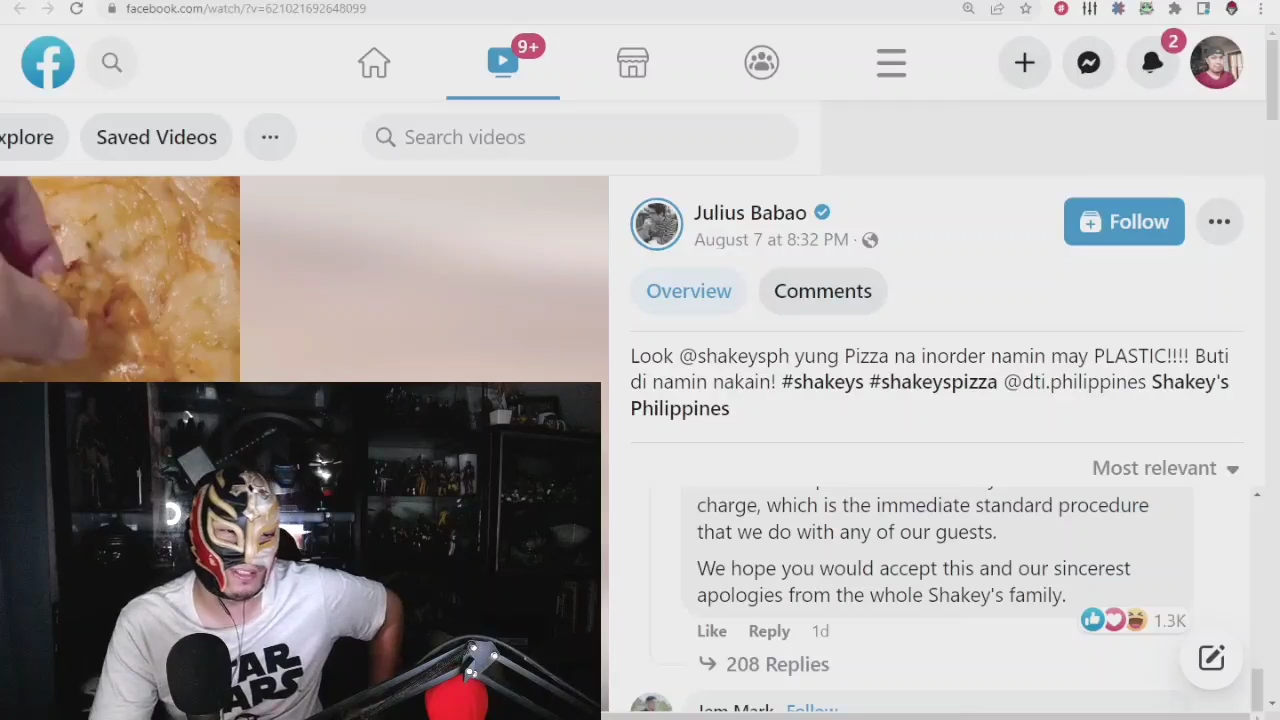 facebook.com/watch/?v=621021692648099
9+
2
xplore
Saved Videos
Search videos
Julius Babao
August 7 at 8:32 PM ·
Follow
Overview
Comments
Look @shakeysph yung Pizza na inorder namin may PLASTIC!!!! Buti
di namin nakain! #shakeys #shakeyspizza @dti.philippines Shakey's
Philippines
Most relevant
charge, which is the immediate standard procedure
that we do with any of our guests.
We hope you would accept this and our sincerest
apologies from the whole Shakey's family.
1.3K
Like Reply 1d
208 Replies
Jem Mark Follow
STAR
WARS